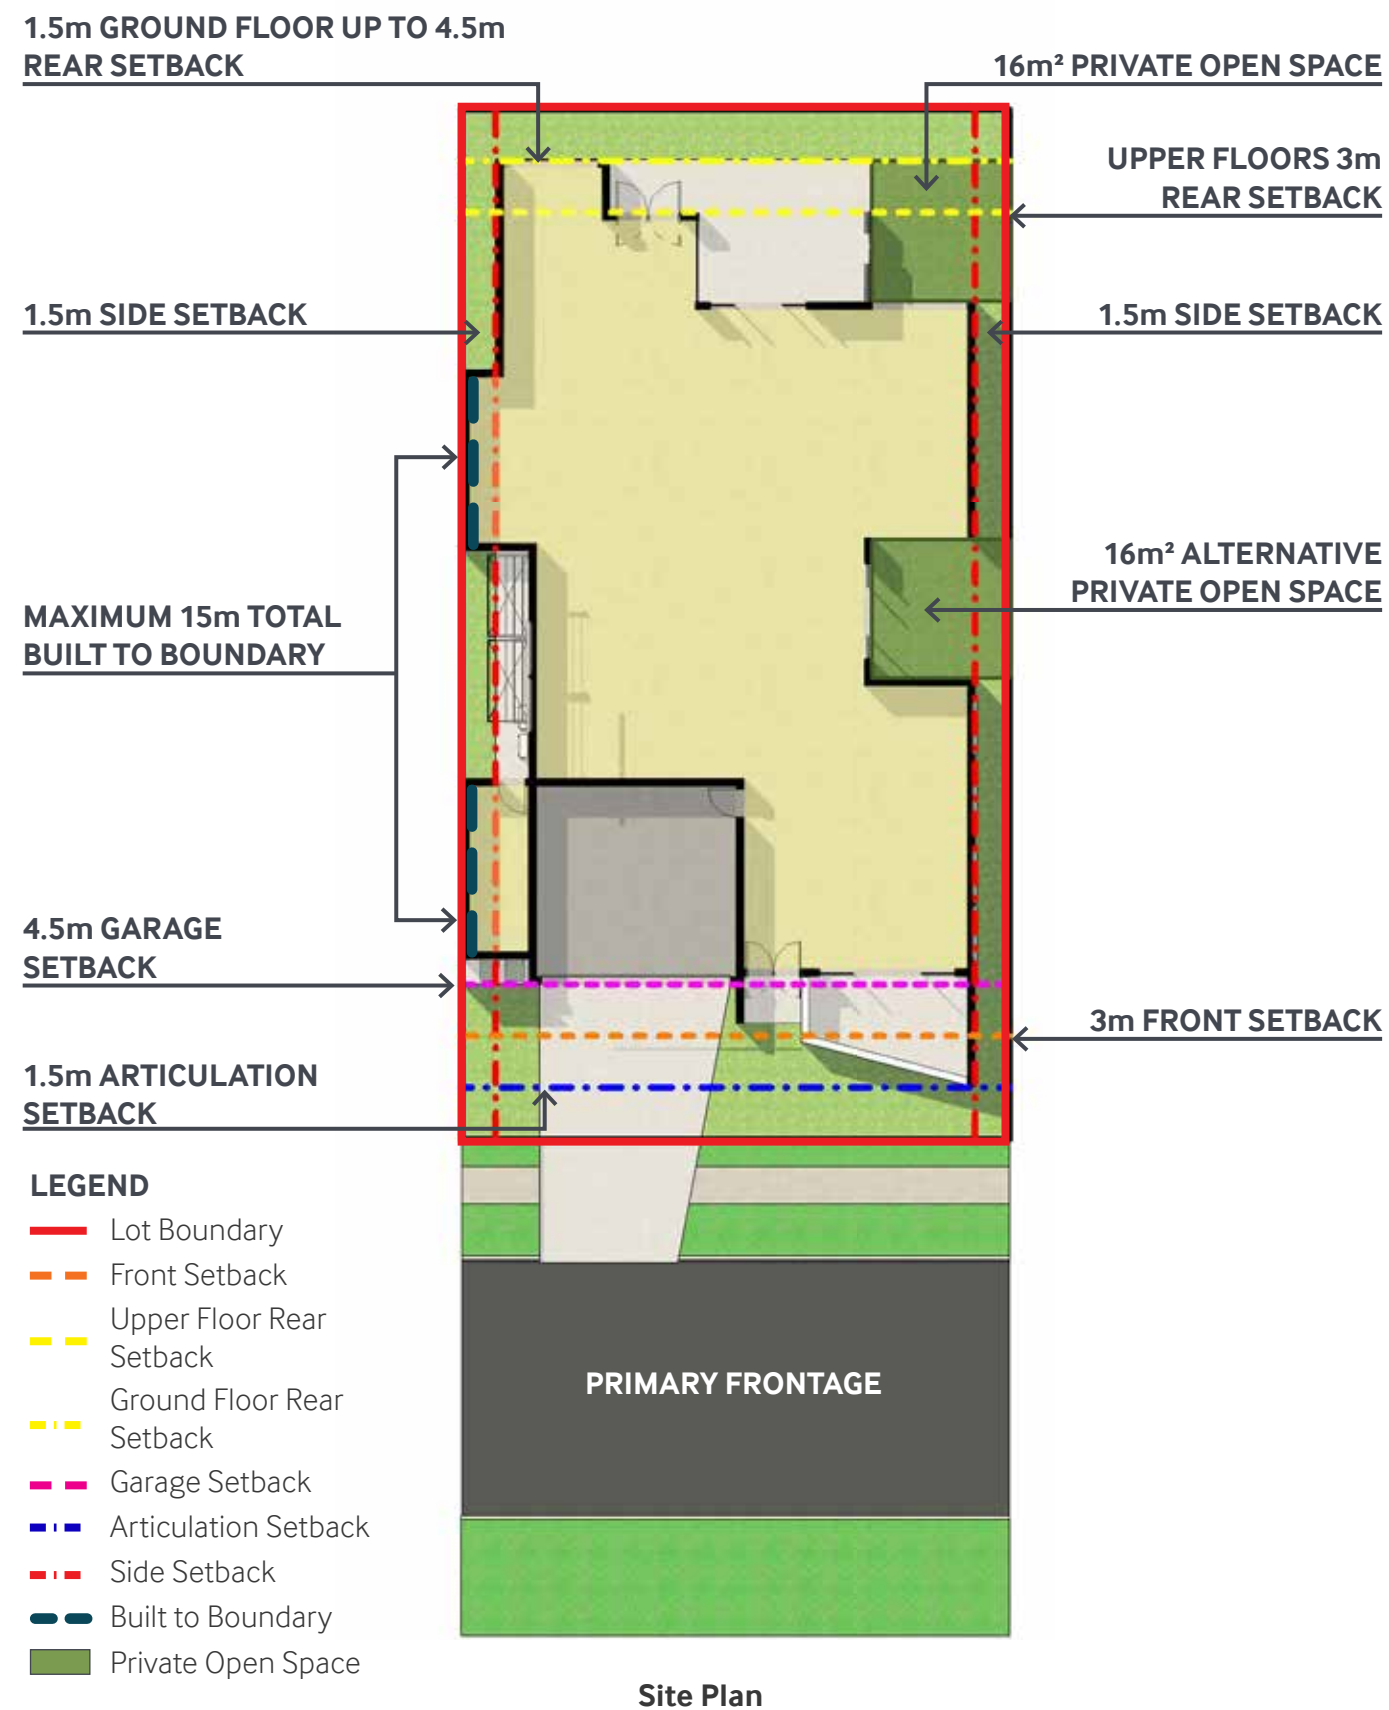 1.5m GROUND FLOOR UP TO 4.5m
REAR SETBACK
16m² PRIVATE OPEN SPACE
UPPER FLOORS 3m
REAR SETBACK
1.5m SIDE SETBACK
1.5m SIDE SETBACK
16m² ALTERNATIVE
PRIVATE OPEN SPACE
MAXIMUM 15m TOTAL
BUILT TO BOUNDARY
4.5m GARAGE
SETBACK
3m FRONT SETBACK
1.5m ARTICULATION
SETBACK
LEGEND
Lot Boundary
Front Setback
Upper Floor Rear
Setback
Ground Floor Rear
Setback
Garage Setback
Articulation Setback
Side Setback
Built to Boundary
Private Open Space
PRIMARY FRONTAGE
Site Plan